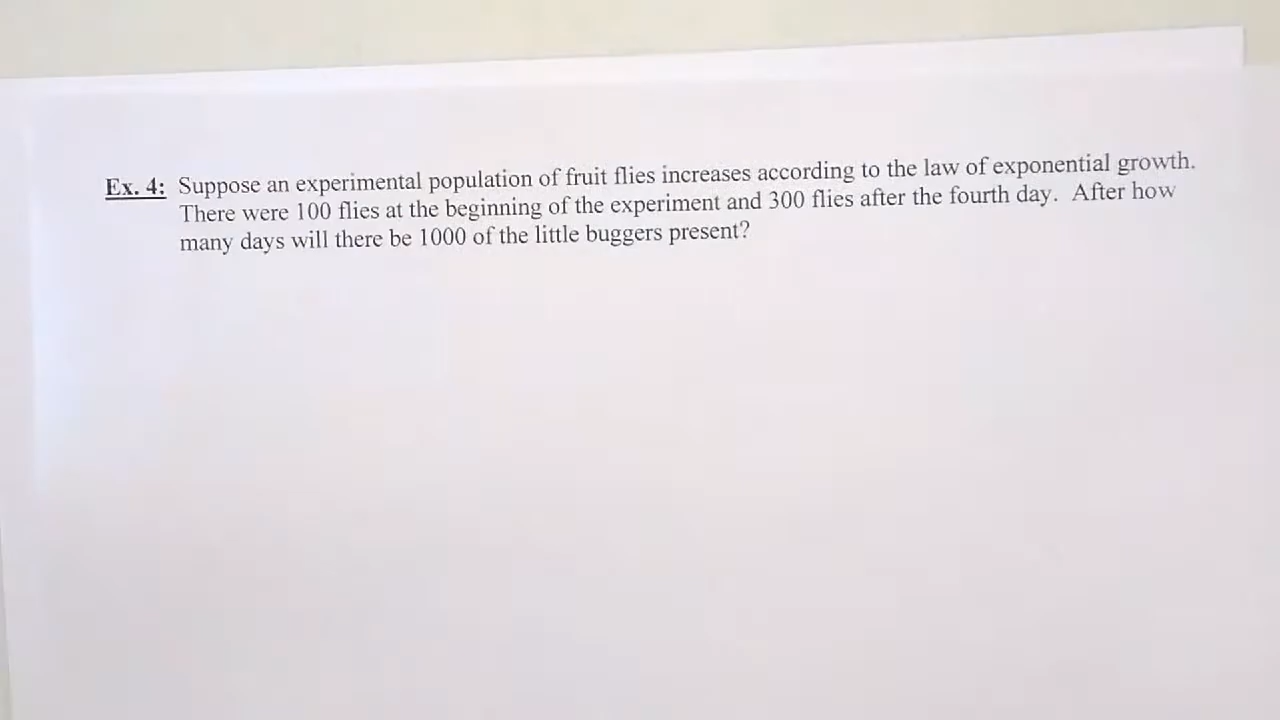 Ex. 4: Suppose an experimental population of fruit flies increases according to the law of exponential growth.
There were 100 flies at the beginning of the experiment and 300 flies after the fourth day. After how
many days will there be 1000 of the little buggers present?